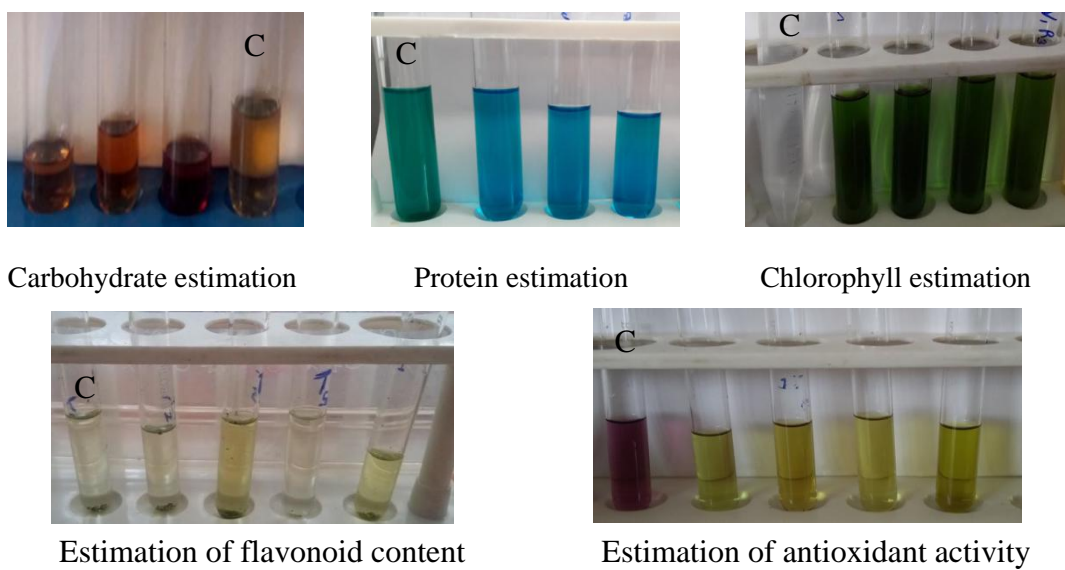 C
C
C
Carbohydrate estimation
Protein estimation
Chlorophyll estimation
C
C
Estimation of flavonoid content
Estimation of antioxidant activity